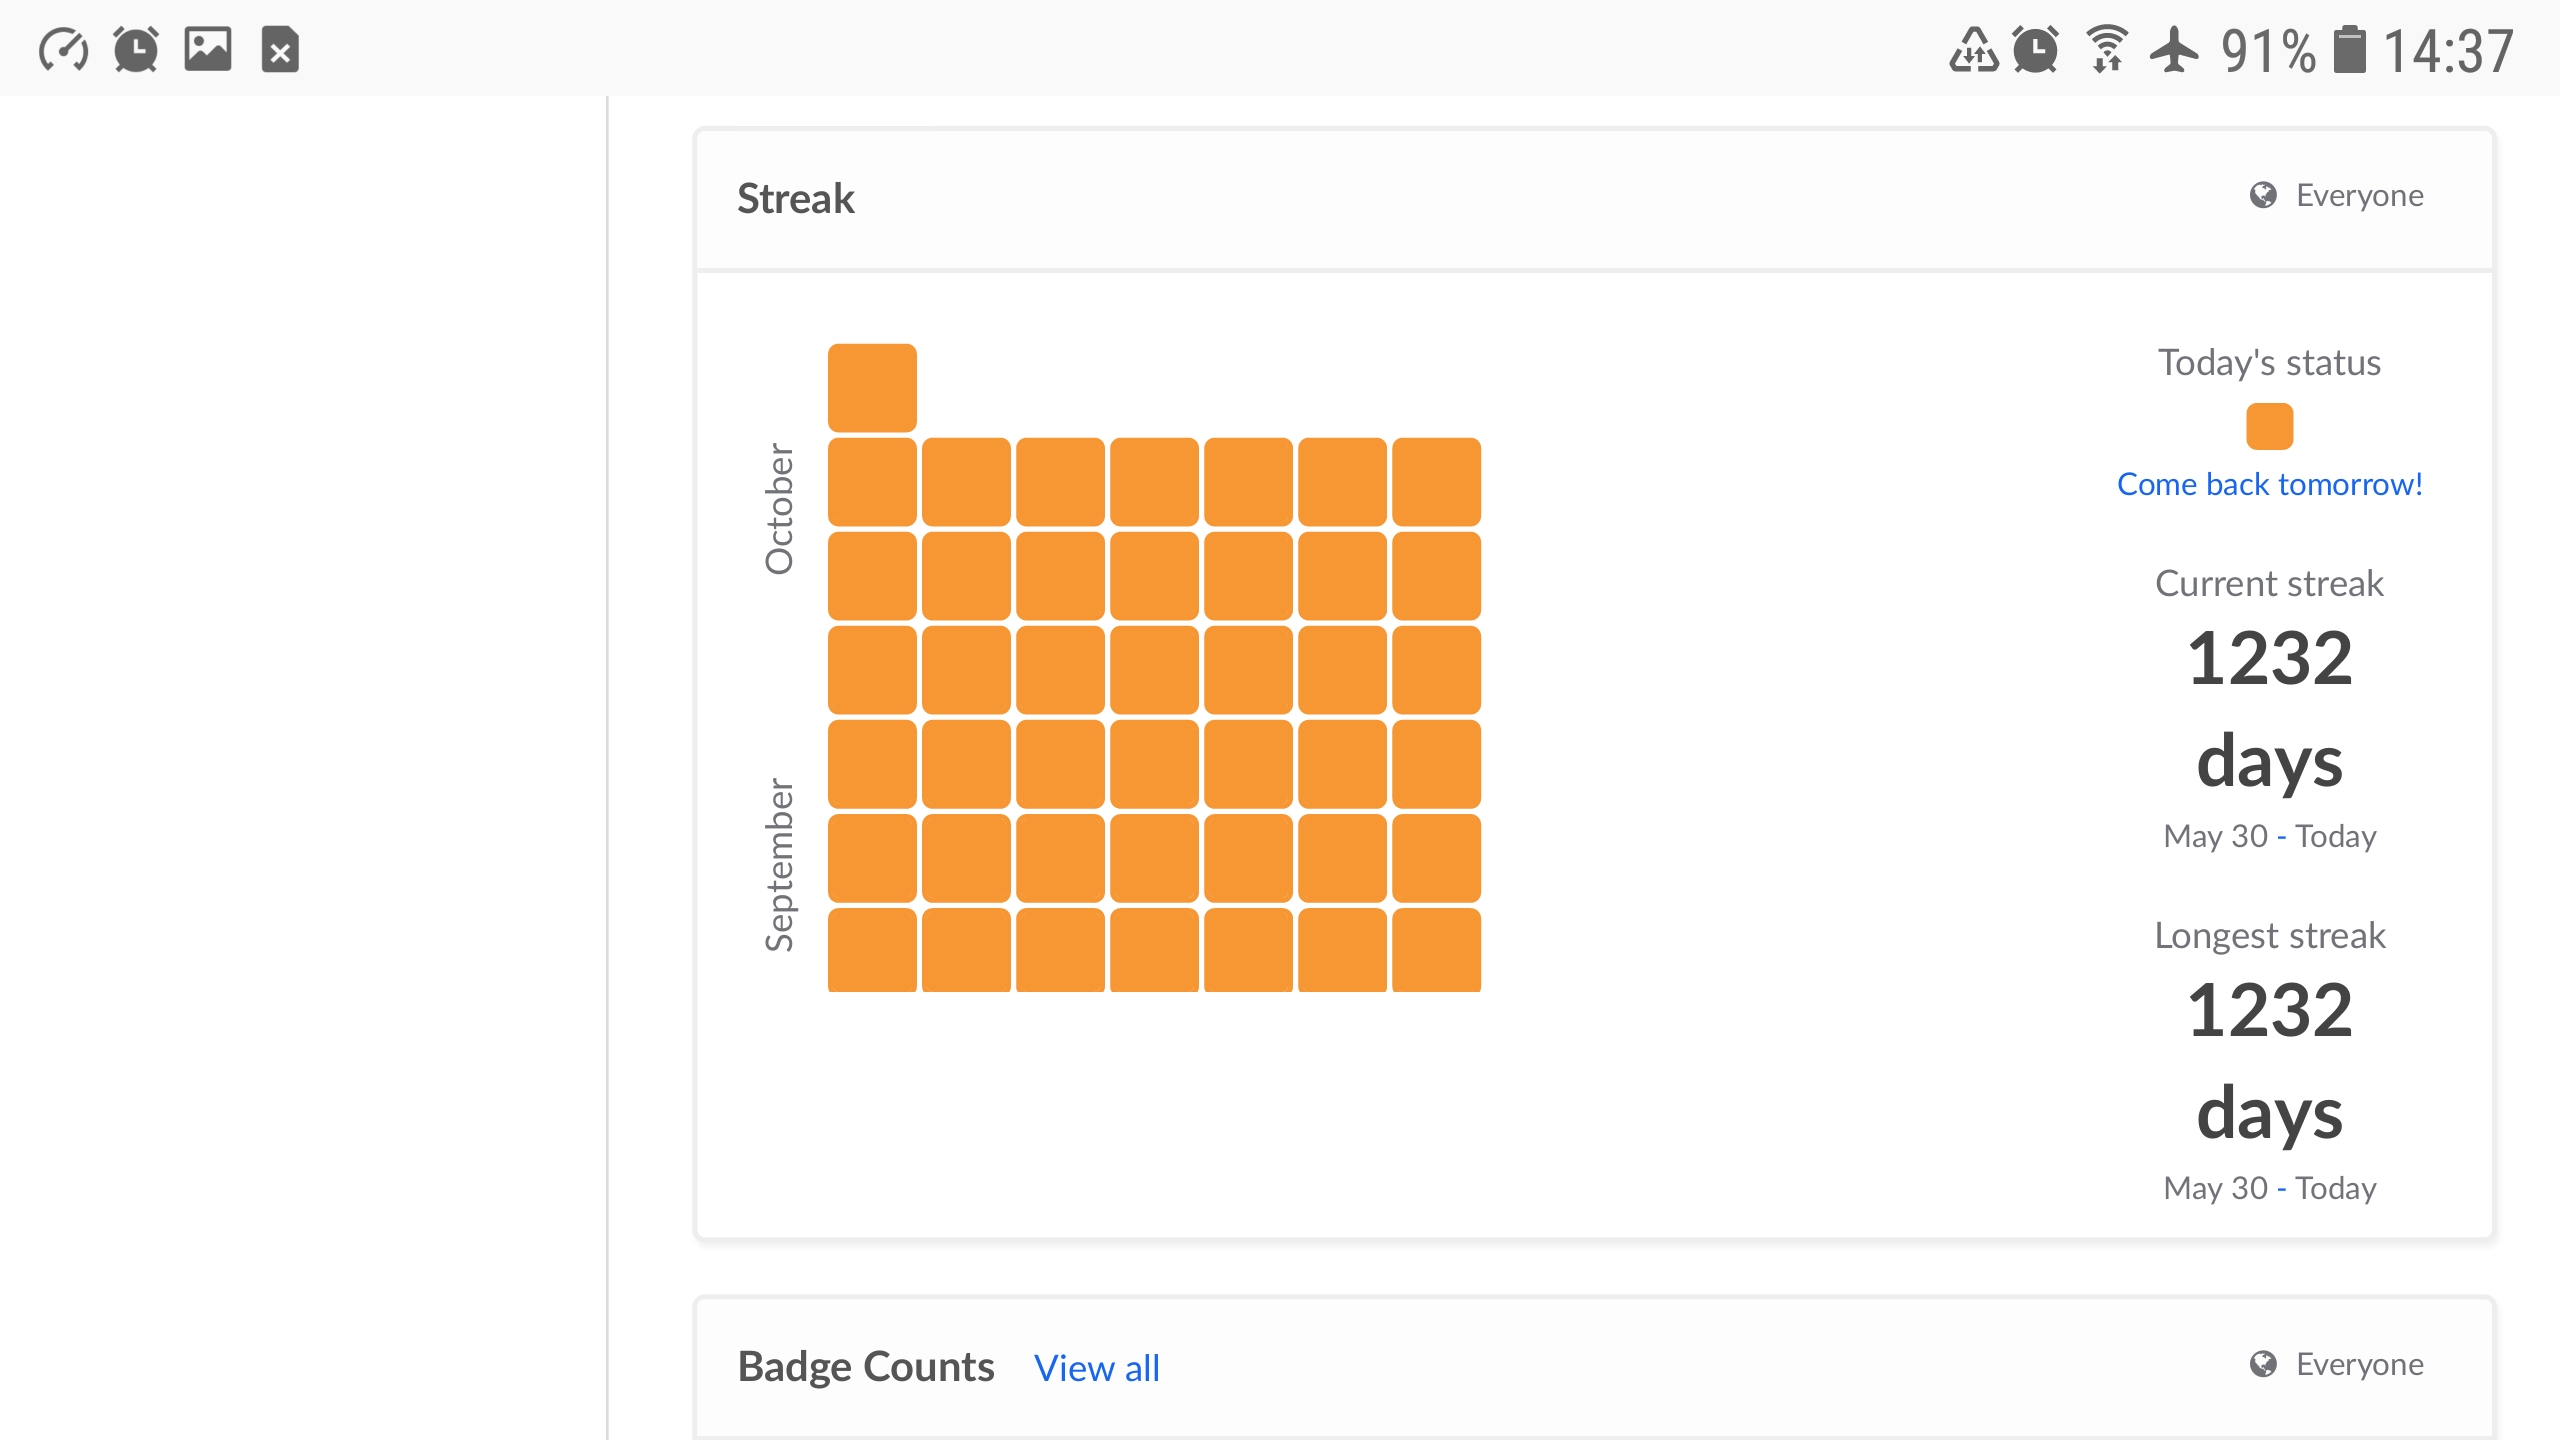 91% 14:37
Streak
Everyone
October
September
Today's status
Come back tomorrow!
Current streak
1232
days
May 30 - Today
Longest streak
1232
days
May 30 - Today
Badge Counts View all
Everyone